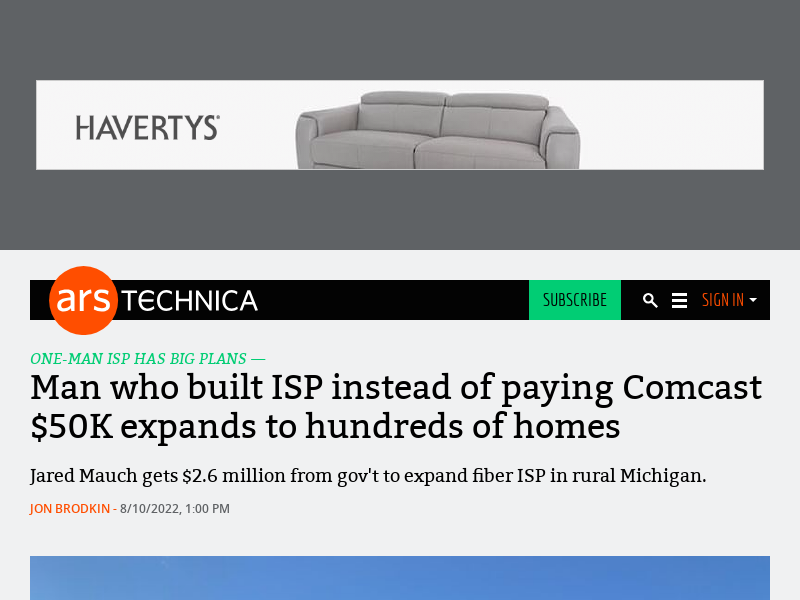 HAVERTYS®
ars TECHNICA
SUBSCRIBE
SIGN IN
ONE-MAN ISP HAS BIG PLANS —
Man who built ISP instead of paying Comcast
$50K expands to hundreds of homes
Jared Mauch gets $2.6 million from gov't to expand fiber ISP in rural Michigan.
JON BRODKIN - 8/10/2022, 1:00 PM